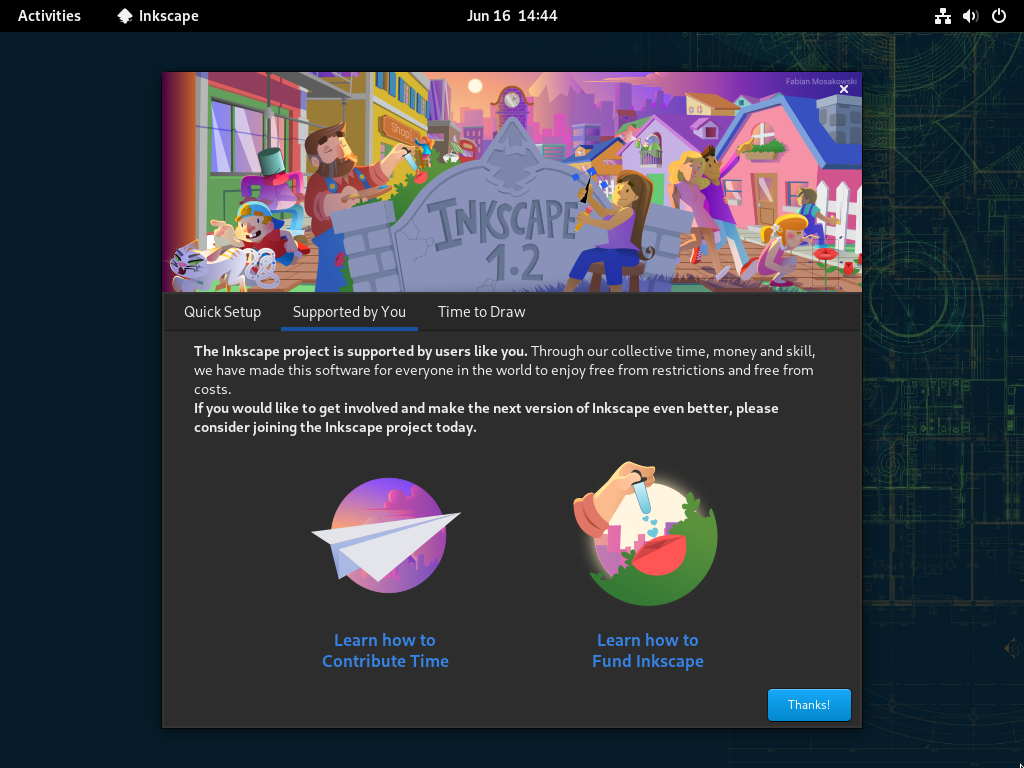 Activities
Inkscape
Jun 16 14:44
Fabian Mosakowski
Shop!
INKSCAPE
1.2
Quick Setup
Supported by You
Time to Draw
The Inkscape project is supported by users like you. Through our collective time, money and skill,
we have made this software for everyone in the world to enjoy free from restrictions and free from
costs.
If you would like to get involved and make the next version of Inkscape even better, please
consider joining the Inkscape project today.
Learn how to
Contribute Time
Learn how to
Fund Inkscape
Thanks!